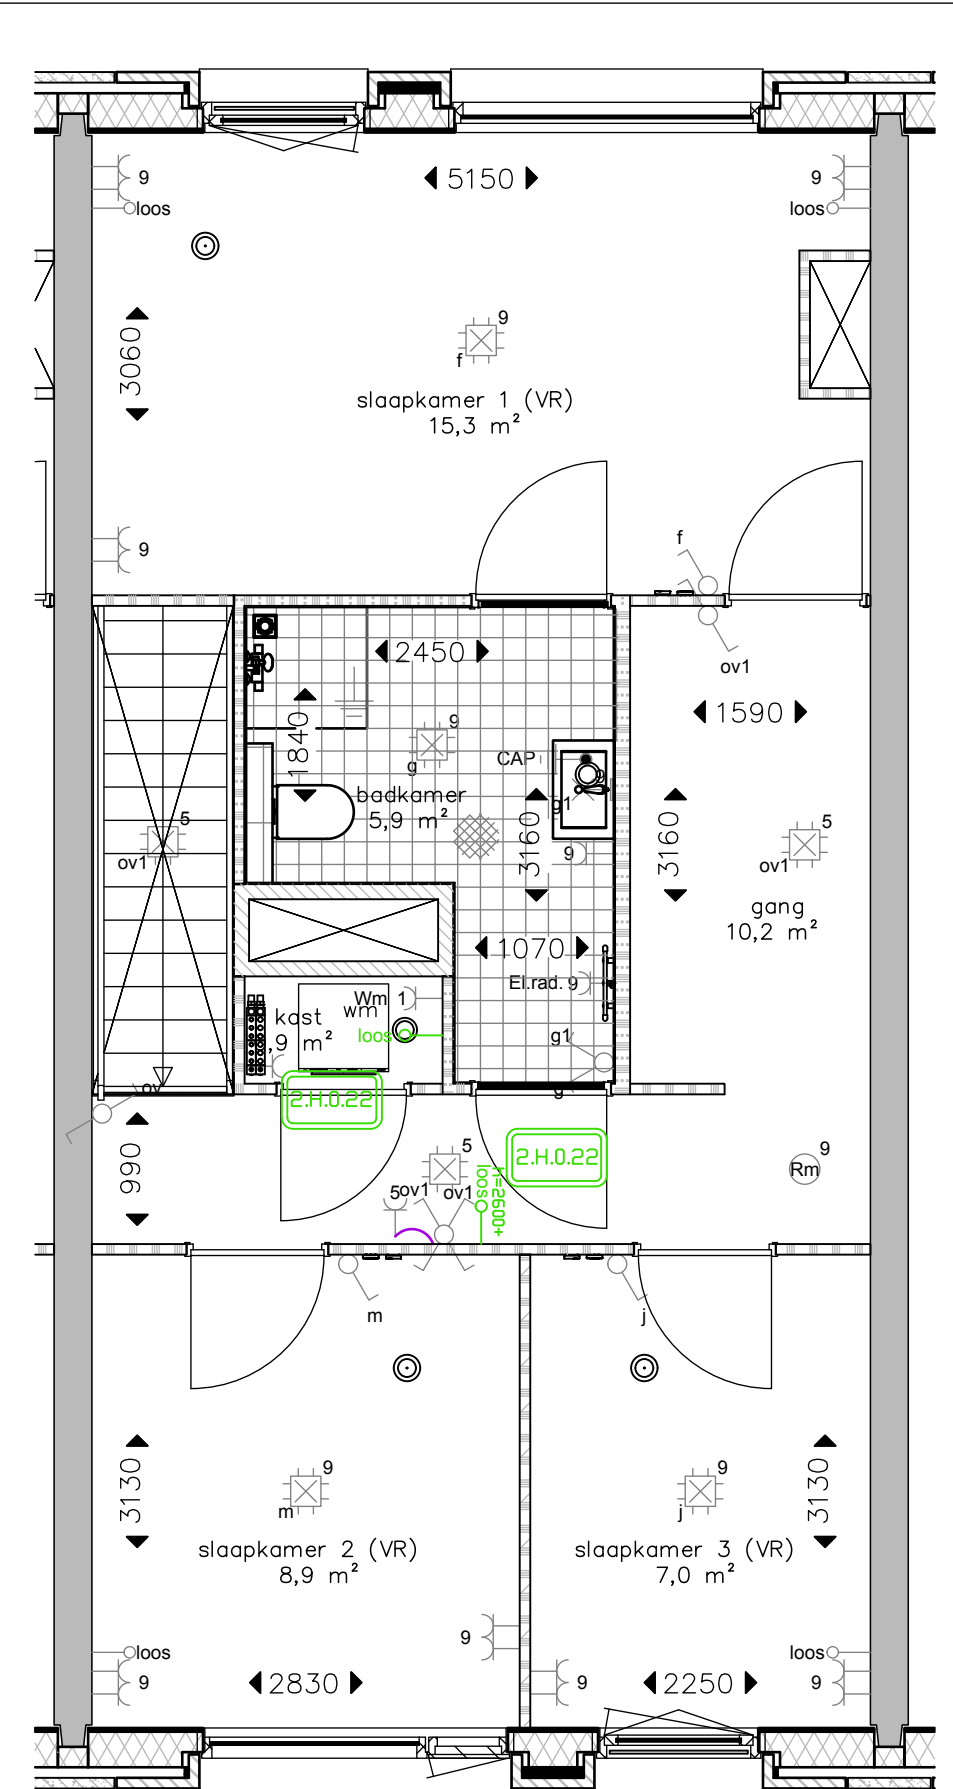 5150
9
loos
9
loos
9
f
3060
slaapkamer 1 (VR)
15,3 m²
9
f
ov1
2450
1590
1840
9
g
CAP
9
g1
badkamer
5,9 m²
3160
3160
9
5
ov1
5
ov1
gang
10,2 m²
1070
El.rad. 9
Wm 1
wm
loos
kast
,9 m²
g1
g
ov
2.H.0.22
2.H.0.22
990
5
5
ov1
ov1
loos
H=2600+
9
Rm
m
j
9
m
9
j
3130
3130
slaapkamer 2 (VR)
8,9 m²
slaapkamer 3 (VR)
7,0 m²
9
loos
9
loos
9
9
2830
2250